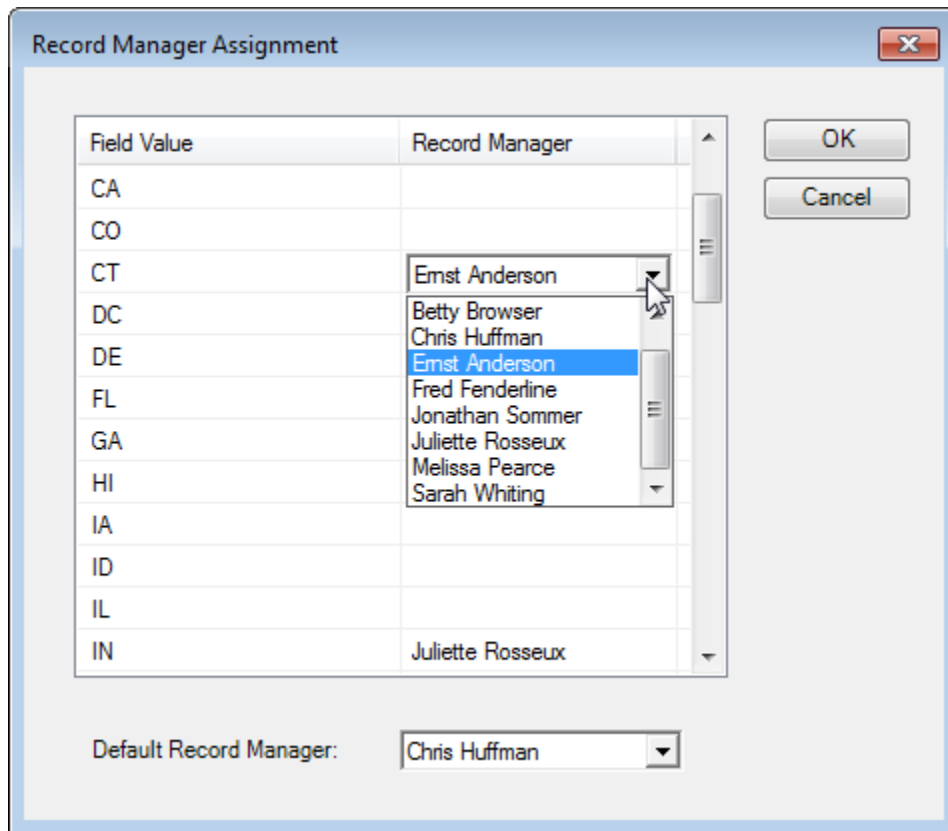 Record Manager Assignment
Field Value Record Manager
OK
CA
Cancel
CO
CT Ernst Anderson
DC Betty Browser
Chris Huffman
DE Ernst Anderson
Fred Fenderline
FL Jonathan Sommer
GA Juliette Rosseux
Melissa Pearce
HI Sarah Whiting
IA
ID
IL
IN Juliette Rosseux
Default Record Manager: Chris Huffman